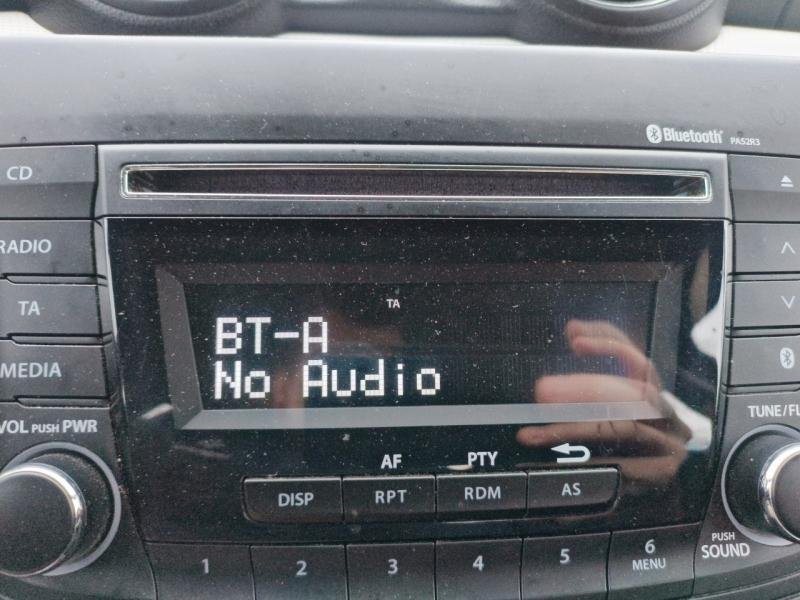 Bluetooth PA52R3
CD
RADIO
TA
MEDIA
VOL PUSH PWR
TA
BT-A
No Audio
TUNE/FL
AF PTY
DISP RPT RDM AS
PUSH
SOUND
1 2 3 4 5 6
MENU